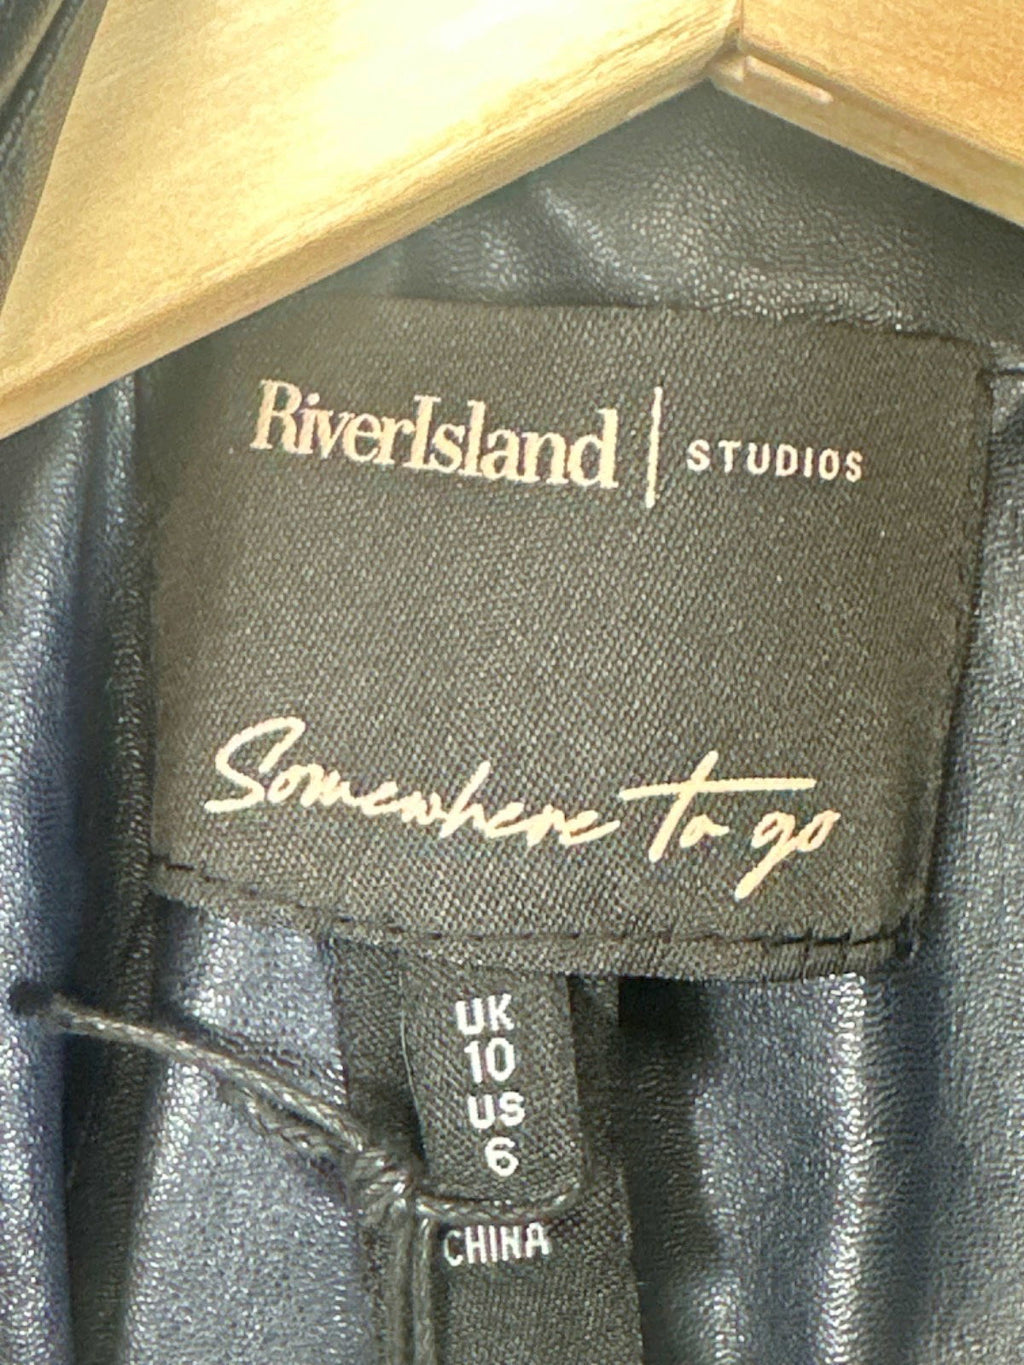 RiverIsland | STUDIOS
Somewhere to go
UK
10
US
6
CHINA